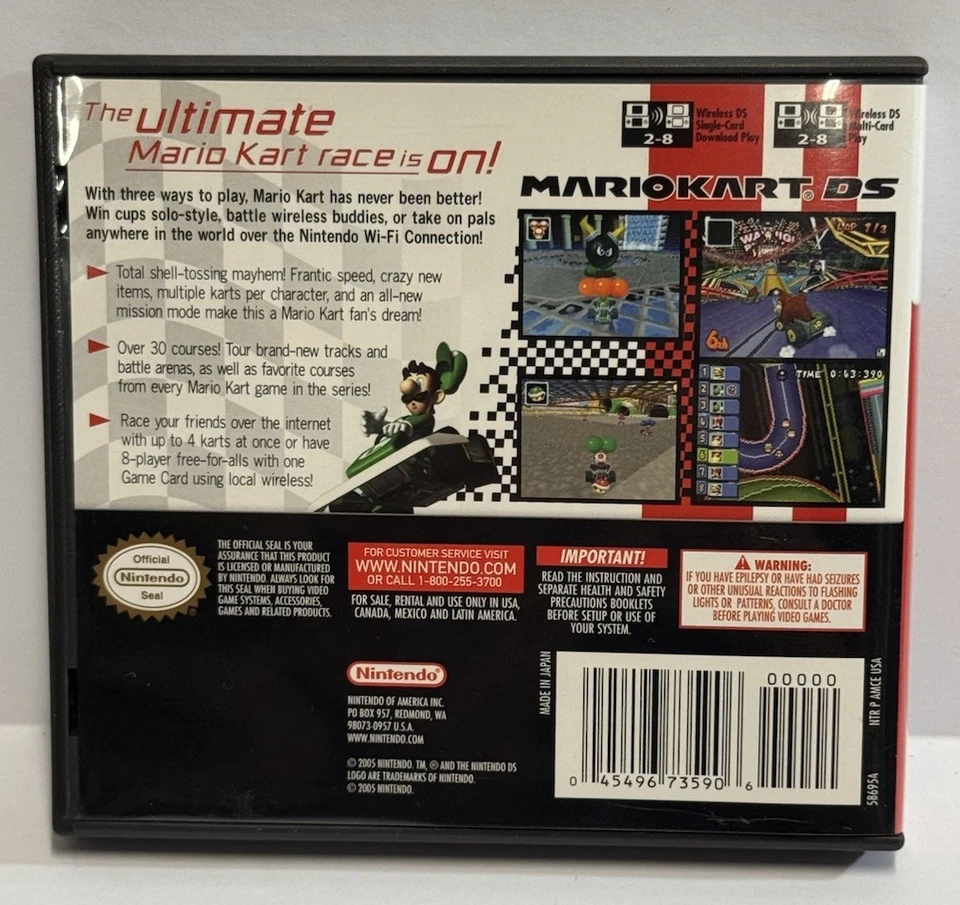 The ultimate
Mario Kart race is on!
With three ways to play, Mario Kart has never been better!
Win cups solo-style, battle wireless buddies, or take on pals
anywhere in the world over the Nintendo Wi-Fi Connection!
Total shell-tossing mayhem! Frantic speed, crazy new
items, multiple karts per character, and an all-new
mission mode make this a Mario Kart fan's dream!
Over 30 courses! Tour brand-new tracks and
battle arenas, as well as favorite courses
from every Mario Kart game in the series!
Race your friends over the internet
with up to 4 karts at once or have
8-player free-for-alls with one
Game Card using local wireless!
2-8
Wireless DS
Single-Card
Download Play
2-8
Wireless DS
Multi-Card
Play
MARIOKART® DS
LAP 1/3
6th
TIME 0:43:390
1
2
3
4
5
6
7
8
Official
Nintendo
Seal
THE OFFICIAL SEAL IS YOUR
ASSURANCE THAT THIS PRODUCT
IS LICENSED OR MANUFACTURED
BY NINTENDO. ALWAYS LOOK FOR
THIS SEAL WHEN BUYING VIDEO
GAME SYSTEMS, ACCESSORIES,
GAMES AND RELATED PRODUCTS.
FOR CUSTOMER SERVICE VISIT
WWW.NINTENDO.COM
OR CALL 1-800-255-3700
FOR SALE, RENTAL AND USE ONLY IN USA,
CANADA, MEXICO AND LATIN AMERICA.
IMPORTANT!
READ THE INSTRUCTION AND
SEPARATE HEALTH AND SAFETY
PRECAUTIONS BOOKLETS
BEFORE SETUP OR USE OF
YOUR SYSTEM.
WARNING:
IF YOU HAVE EPILEPSY OR HAVE HAD SEIZURES
OR OTHER UNUSUAL REACTIONS TO FLASHING
LIGHTS OR PATTERNS, CONSULT A DOCTOR
BEFORE PLAYING VIDEO GAMES.
Nintendo
NINTENDO OF AMERICA INC.
PO BOX 957, REDMOND, WA
98073-0957 U.S.A.
WWW.NINTENDO.COM
© 2005 NINTENDO. TM, ® AND THE NINTENDO DS
LOGO ARE TRADEMARKS OF NINTENDO.
© 2005 NINTENDO.
MADE IN JAPAN
00000
0 45496 73590 6
NTR P AMCE USA
58695A